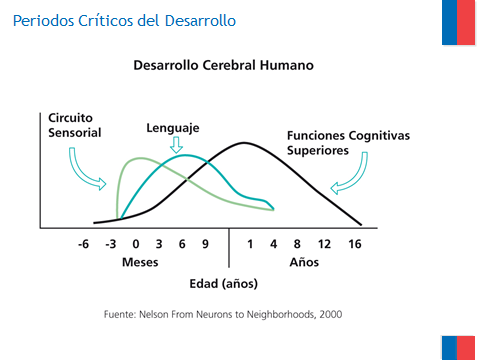 Periodos Críticos del Desarrollo
Desarrollo Cerebral Humano
Circuito
Sensorial
Lenguaje
Funciones Cognitivas
Superiores
-6 -3 0 3 6 9 1 4 8 12 16
Meses Años
Edad (años)
Fuente: Nelson From Neurons to Neighborhoods, 2000